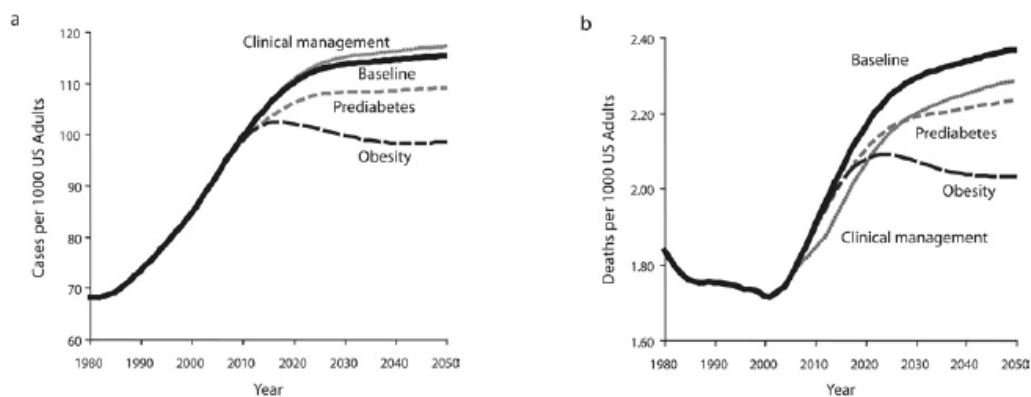 a
Clinical management
Baseline
Prediabetes
Obesity
Cases per 1000 US Adults
120
110
100
90
80
70
60
1980 1990 2000 2010 2020 2030 2040 2050
Year
b
Baseline
Prediabetes
Obesity
Clinical management
Deaths per 1000 US Adults
2.40
2.20
2.00
1.80
1.60
1980 1990 2000 2010 2020 2030 2040 2050
Year